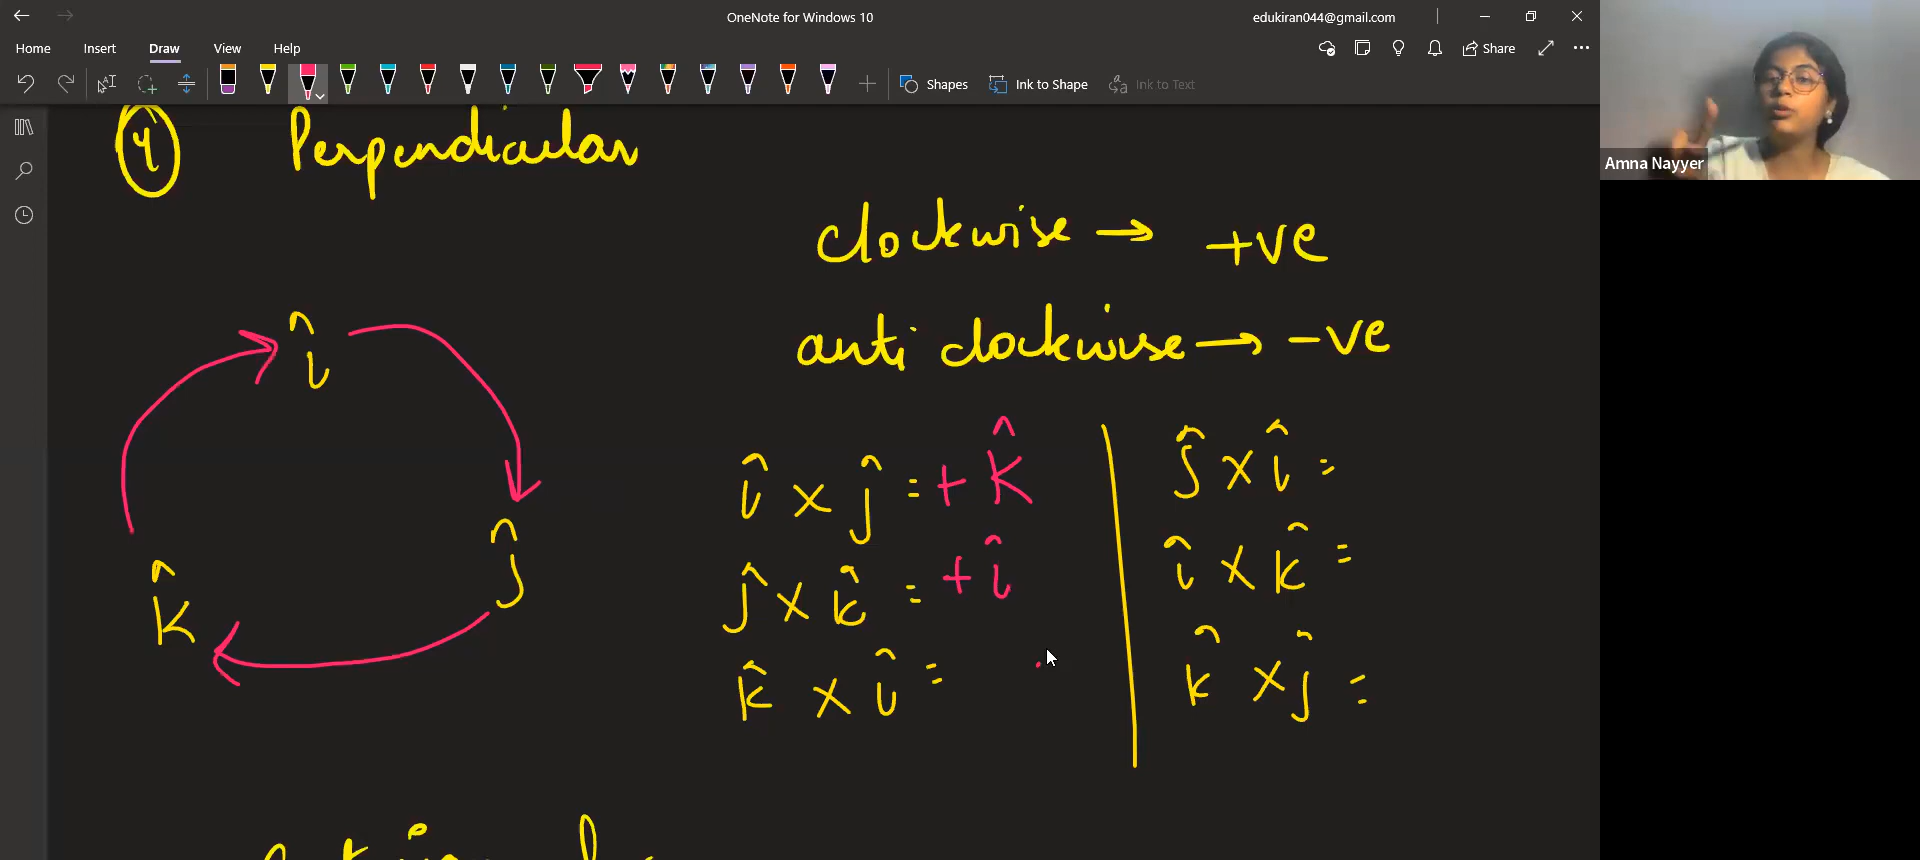 OneNote for Windows 10
edukiran044@gmail.com
Home Insert Draw View Help
Share
Shapes Ink to Shape Ink to Text
Amna Nayyer
4 Perpendicular
clockwise → +ve
anti clockwise → -ve
î
ĵ
k̂
î × ĵ = + k̂
ĵ × k̂ = + î
k̂ × î =
ĵ × î =
î × k̂ =
k̂ × ĵ =